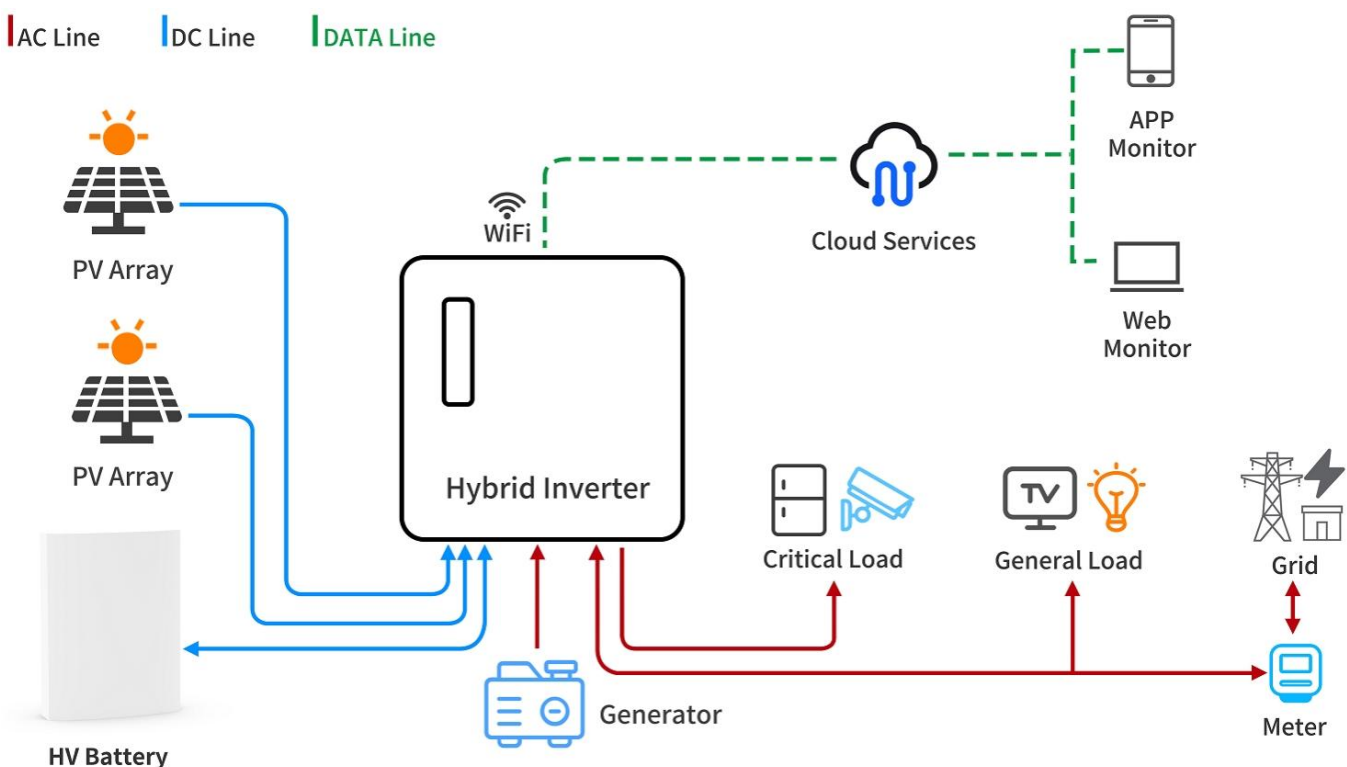 AC Line
DC Line
DATA Line
APP
Monitor
WiFi
Cloud Services
PV Array
Web
Monitor
PV Array
Hybrid Inverter
TV
Critical Load
General Load
Grid
Generator
Meter
HV Battery